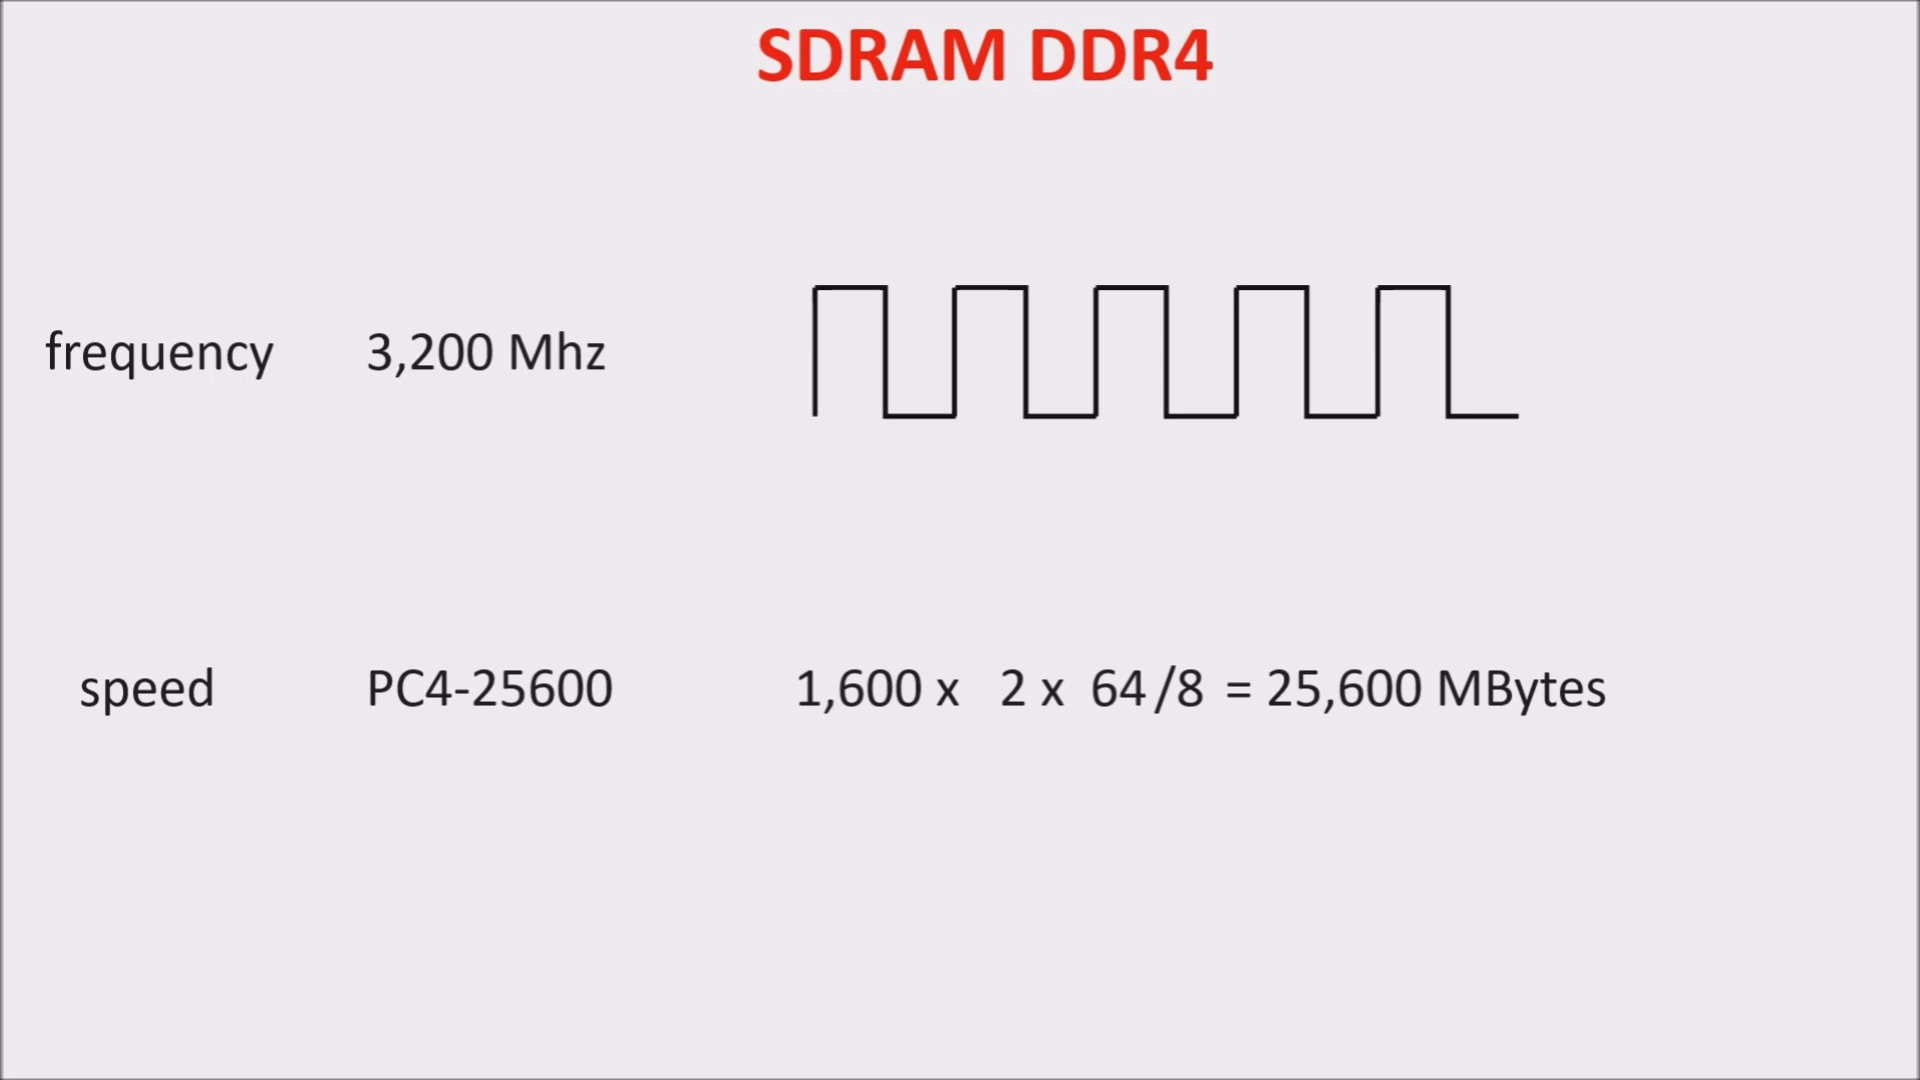 SDRAM DDR4
frequency 3,200 Mhz
speed PC4-25600 1,600 x 2 x 64/8 = 25,600 MBytes